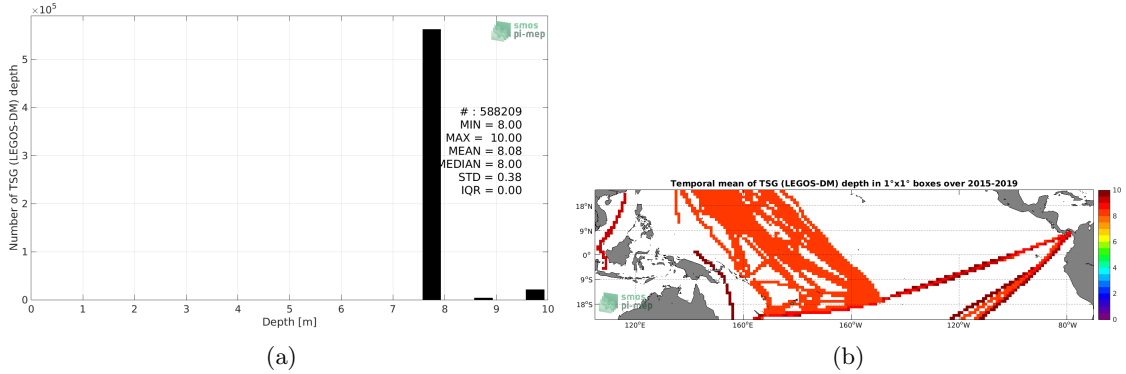 ×10^5
smos
pi-mep
Number of TSG (LEGOS-DM) depth
5
4
3
2
1
0
# : 588209
MIN = 8.00
MAX = 10.00
MEAN = 8.08
MEDIAN = 8.00
STD = 0.38
IQR = 0.00
0 1 2 3 4 5 6 7 8 9 10
Depth [m]
(a)
Temporal mean of TSG (LEGOS-DM) depth in 1°x1° boxes over 2015-2019
18°N
9°N
0°
9°S
18°S
smos
pi-mep
120°E 160°E 160°W 120°W 80°W
10
8
6
4
2
0
(b)